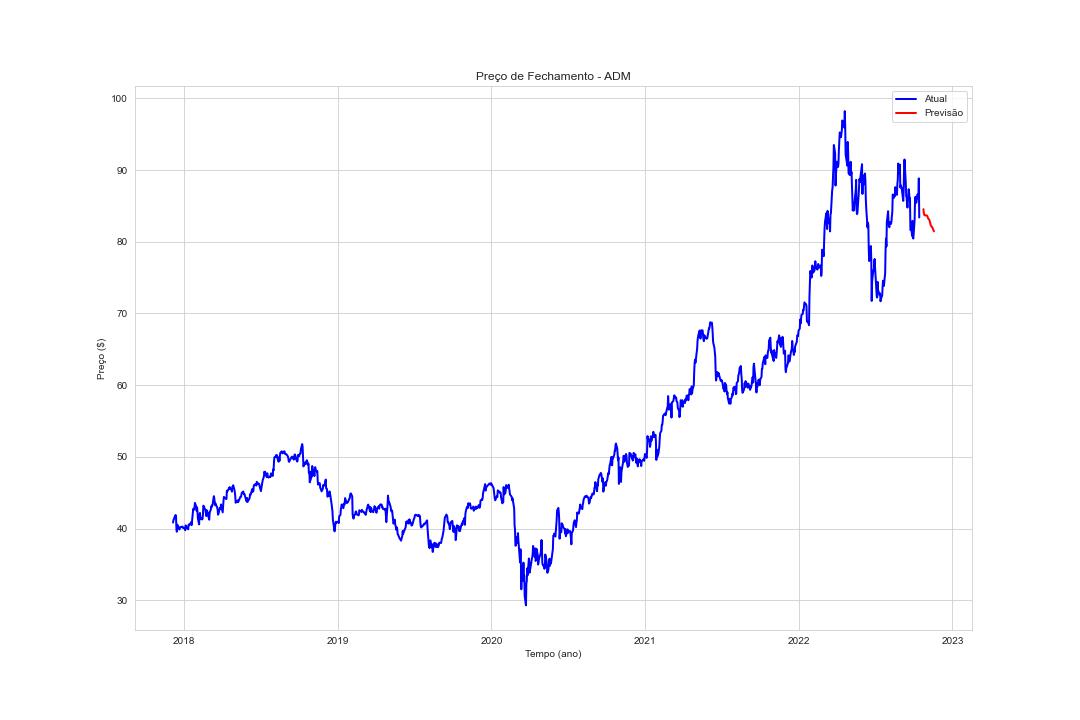 Preço de Fechamento - ADM
Atual
Previsão
100
90
80
70
60
50
40
30
Preço ($)
2018 2019 2020 2021 2022 2023
Tempo (ano)